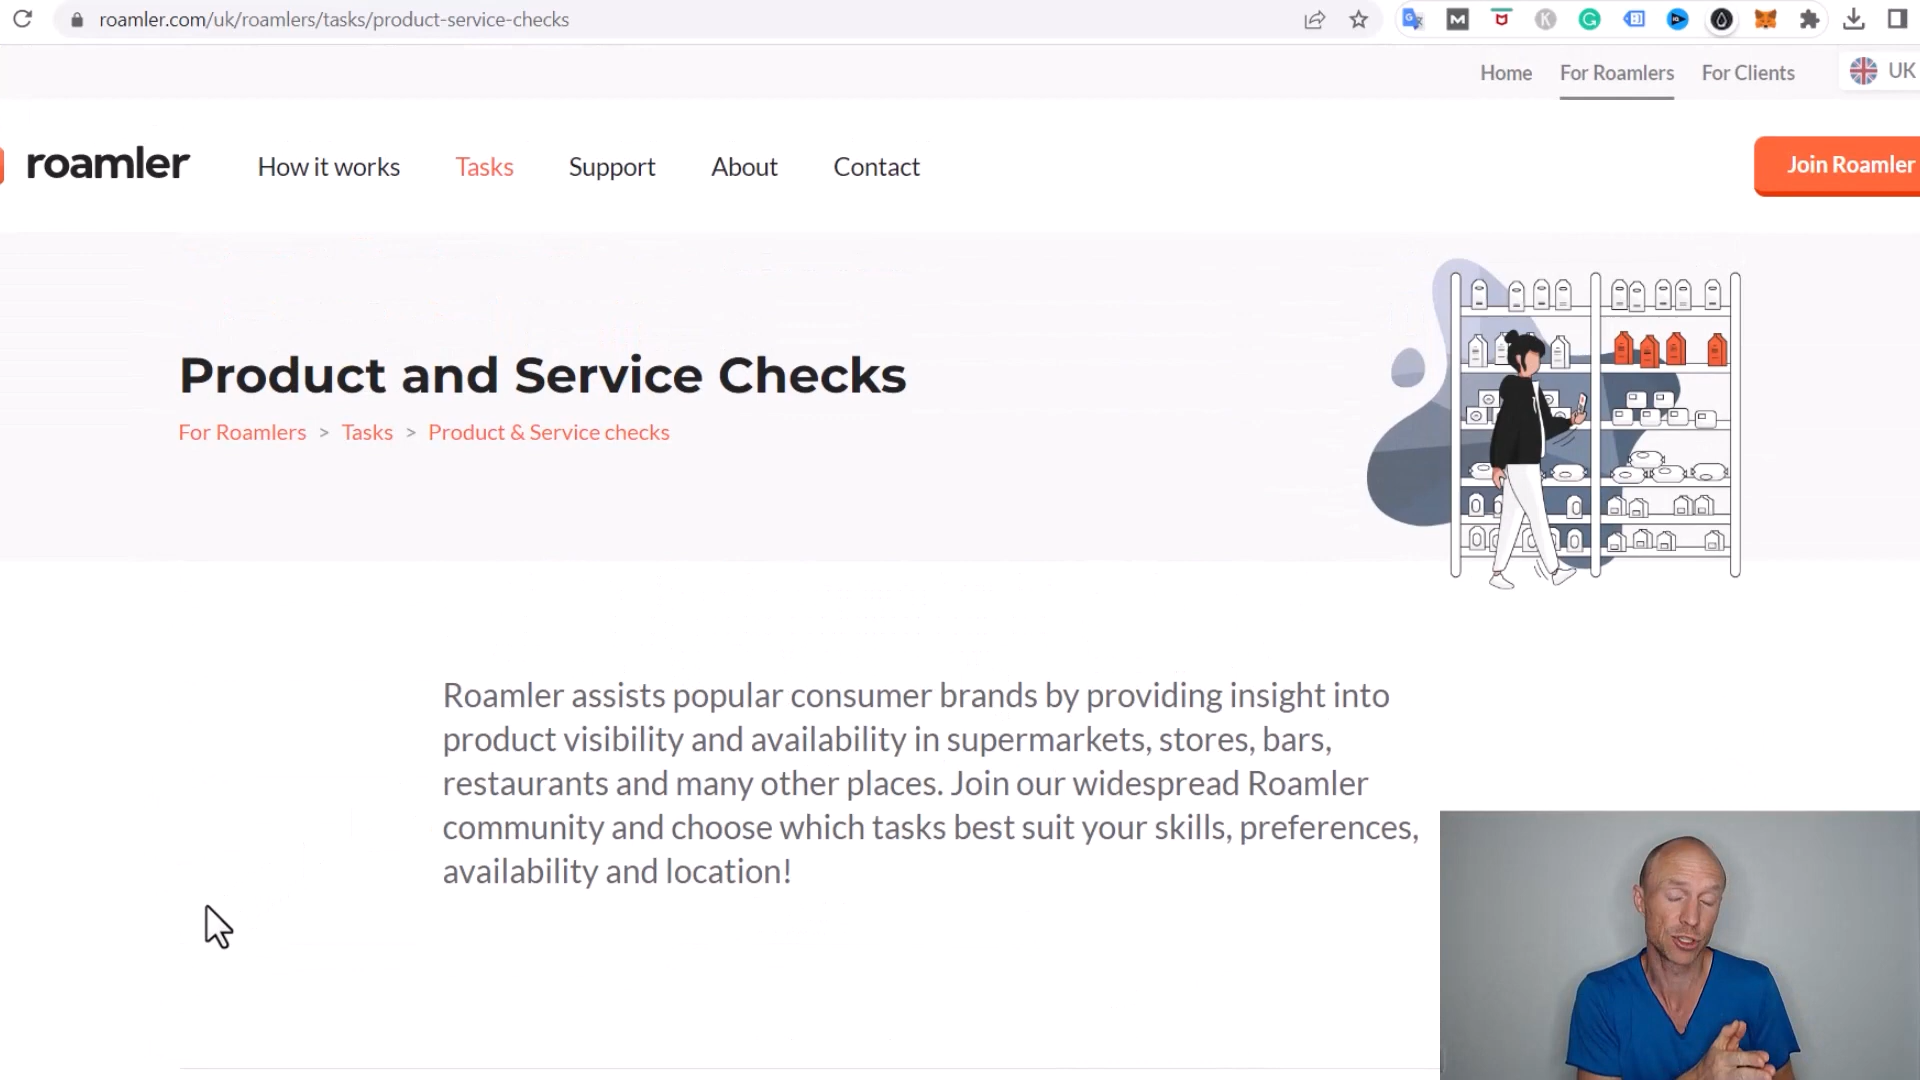 roamler.com/uk/roamlers/tasks/product-service-checks
Home For Roamlers For Clients UK
roamler How it works Tasks Support About Contact Join Roamler
Product and Service Checks
For Roamlers > Tasks > Product & Service checks
Roamler assists popular consumer brands by providing insight into
product visibility and availability in supermarkets, stores, bars,
restaurants and many other places. Join our widespread Roamler
community and choose which tasks best suit your skills, preferences,
availability and location!